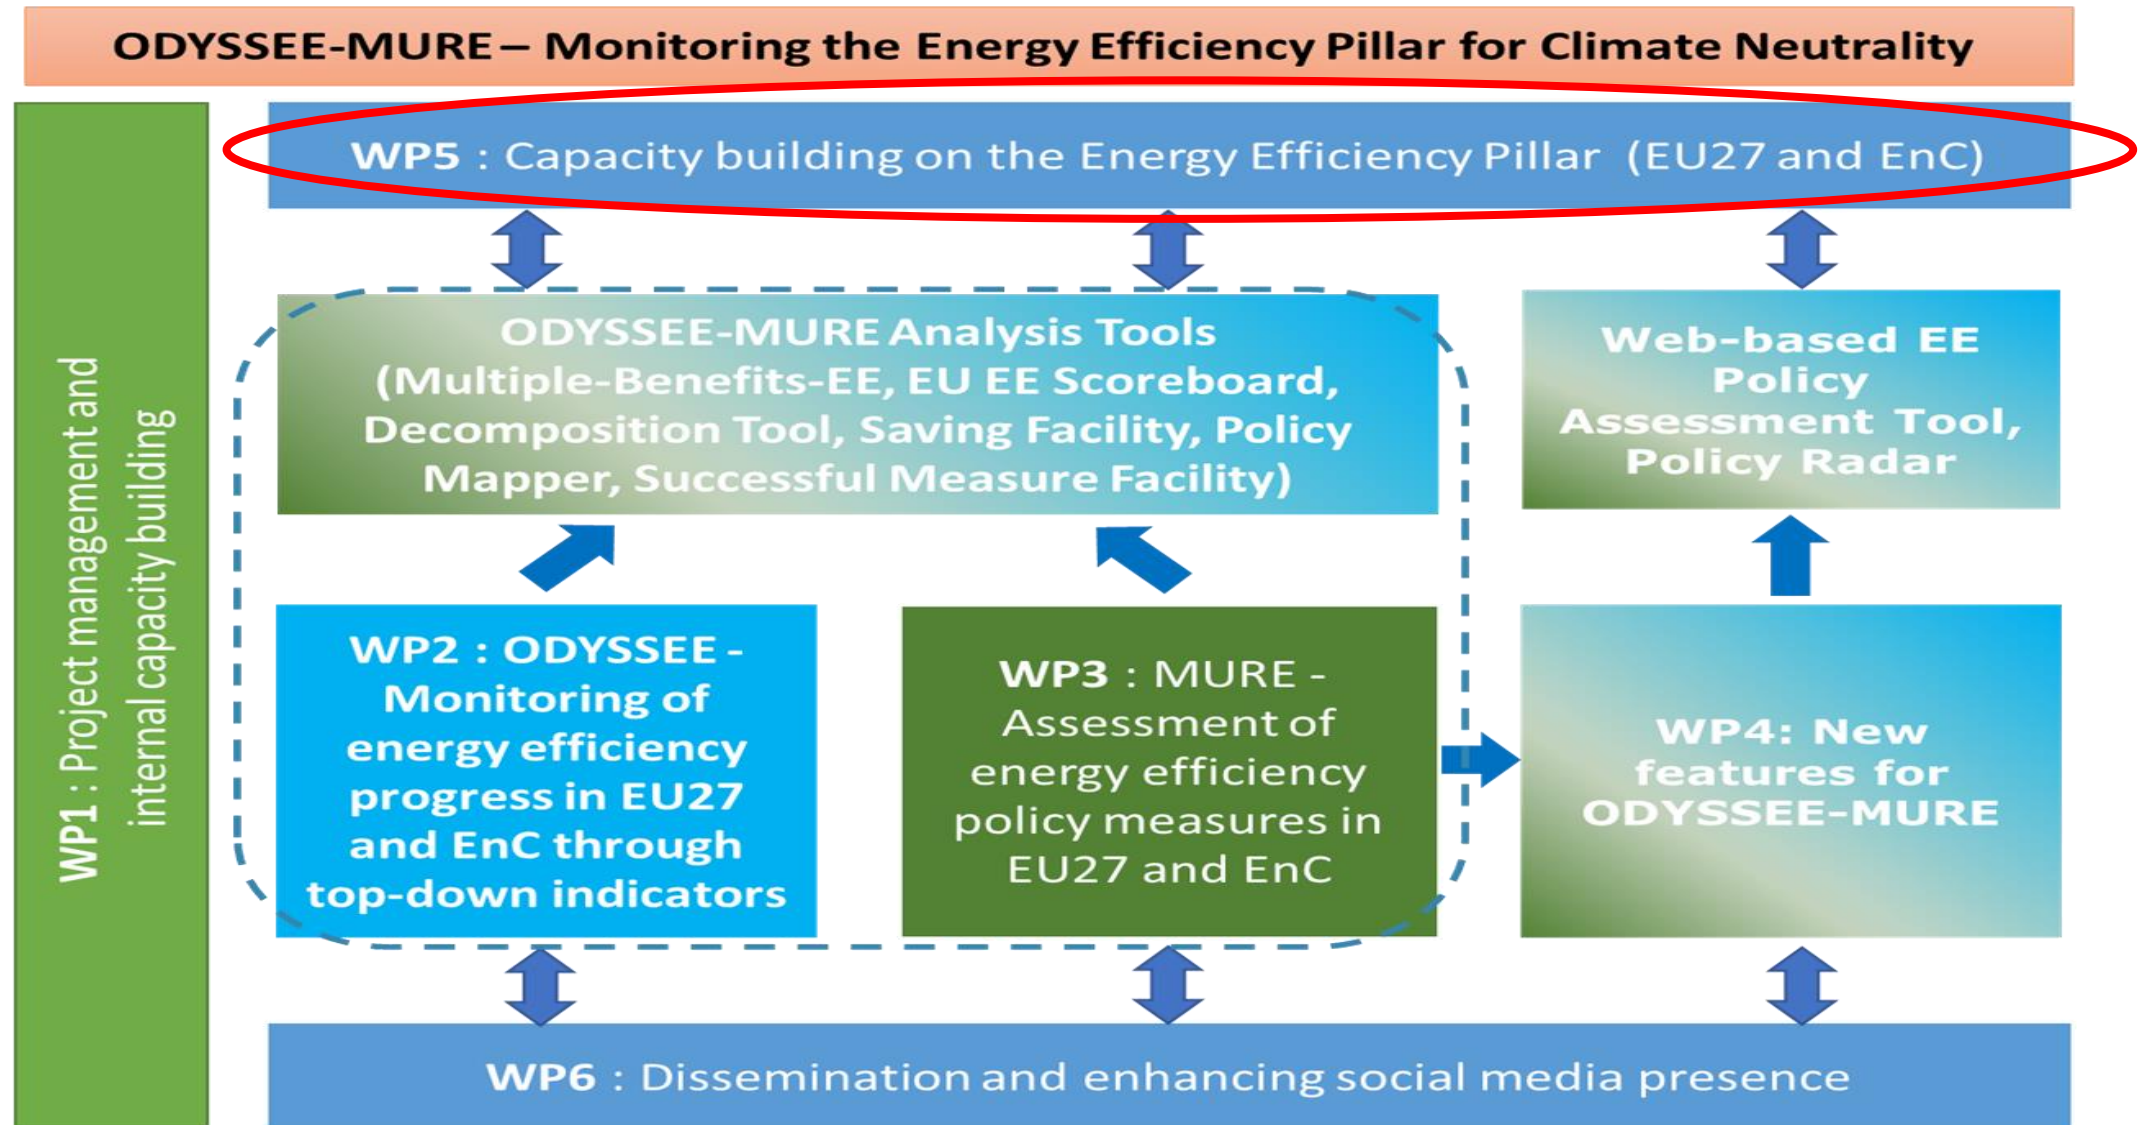 ODYSSEE-MURE – Monitoring the Energy Efficiency Pillar for Climate Neutrality
WP1 : Project management and
internal capacity building
WP5 : Capacity building on the Energy Efficiency Pillar (EU27 and EnC)
ODYSSEE-MURE Analysis Tools
(Multiple-Benefits-EE, EU EE Scoreboard,
Decomposition Tool, Saving Facility, Policy
Mapper, Successful Measure Facility)
Web-based EE
Policy
Assessment Tool,
Policy Radar
WP2 : ODYSSEE -
Monitoring of
energy efficiency
progress in EU27
and EnC through
top-down indicators
WP3 : MURE -
Assessment of
energy efficiency
policy measures in
EU27 and EnC
WP4: New
features for
ODYSSEE-MURE
WP6 : Dissemination and enhancing social media presence